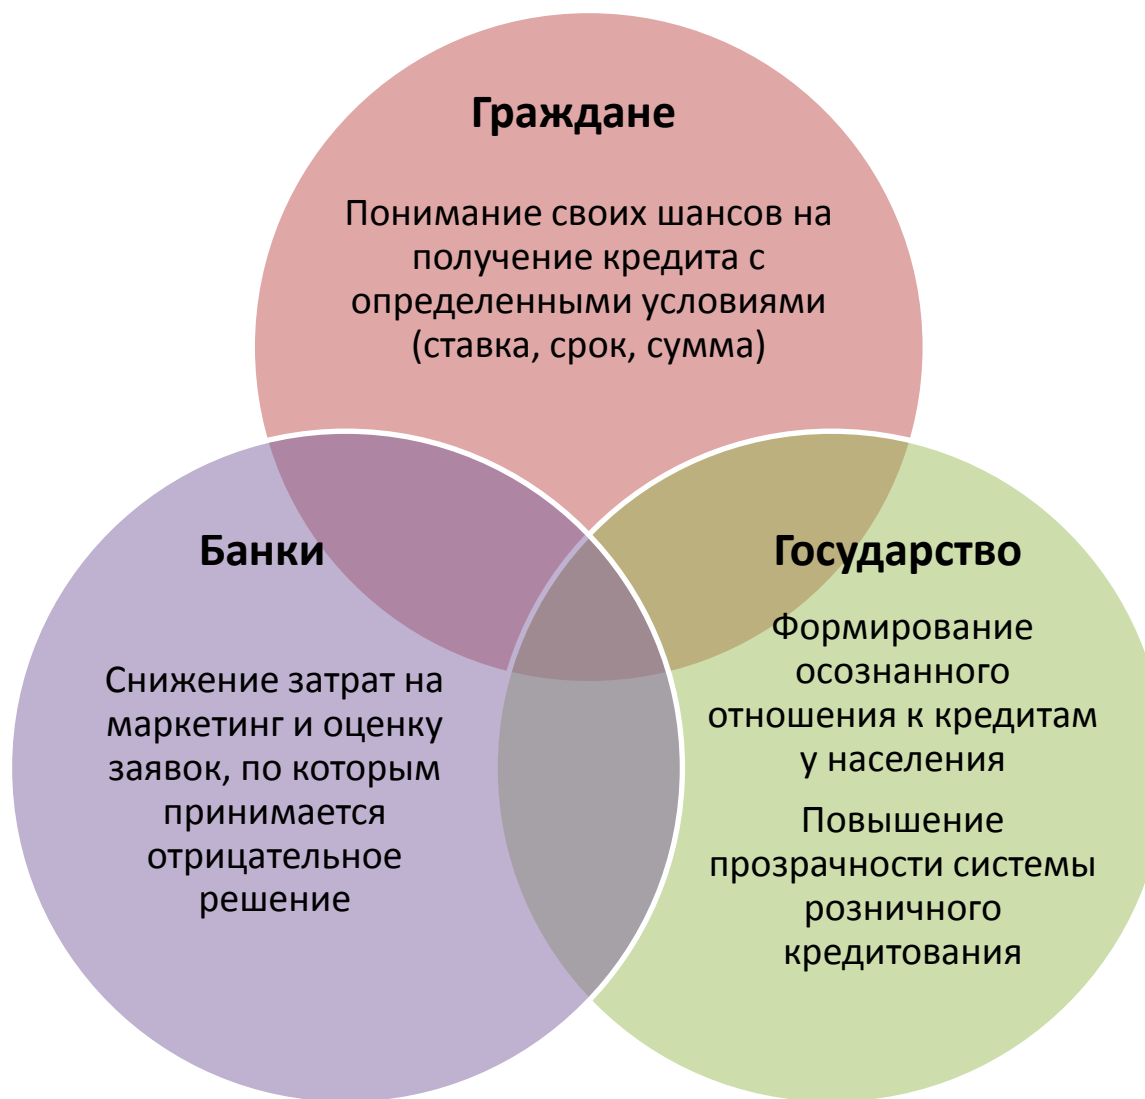 Граждане
Понимание своих шансов на
получение кредита с
определенными условиями
(ставка, срок, сумма)
Банки
Снижение затрат на
маркетинг и оценку
заявок, по которым
принимается
отрицательное
решение
Государство
Формирование
осознанного
отношения к кредитам
у населения
Повышение
прозрачности системы
розничного
кредитования